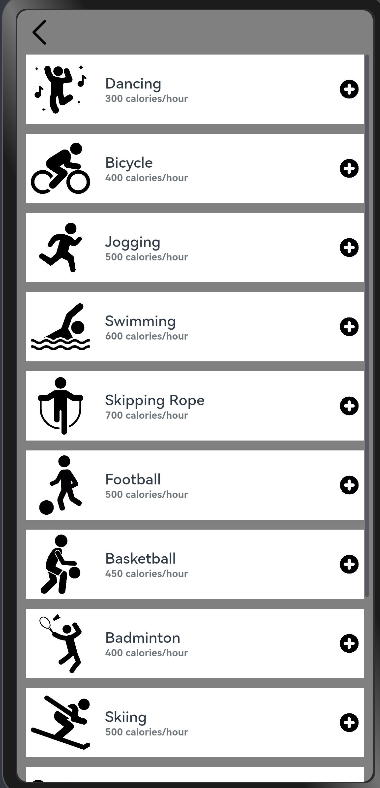 Dancing
300 calories/hour
Bicycle
400 calories/hour
Jogging
500 calories/hour
Swimming
600 calories/hour
Skipping Rope
700 calories/hour
Football
500 calories/hour
Basketball
450 calories/hour
Badminton
400 calories/hour
Skiing
500 calories/hour